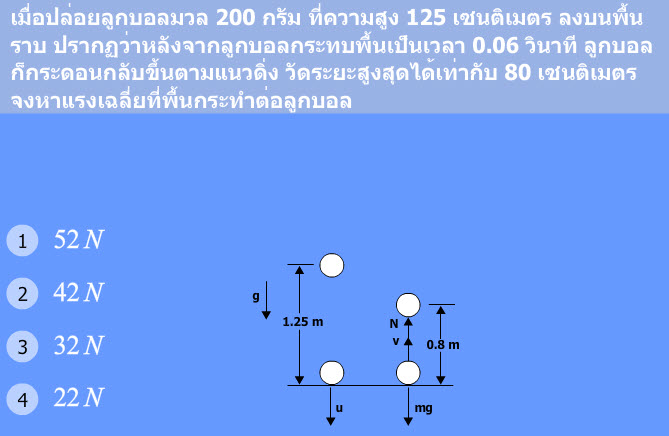 เมื่อปล่อยลูกบอลมวล 200 กรัม ที่ความสูง 125 เซนติเมตร ลงบนพื้น
ราบ ปรากฏว่าหลังจากลูกบอลกระทบพื้นเป็นเวลา 0.06 วินาที ลูกบอล
ก็กระดอนกลับขึ้นตามแนวดิ่ง วัดระยะสูงสุดได้เท่ากับ 80 เซนติเมตร
จงหาแรงเฉลี่ยที่พื้นกระทำต่อลูกบอล
1 52 N
2 42 N
3 32 N
4 22 N
g
1.25 m
N
v
0.8 m
u
mg